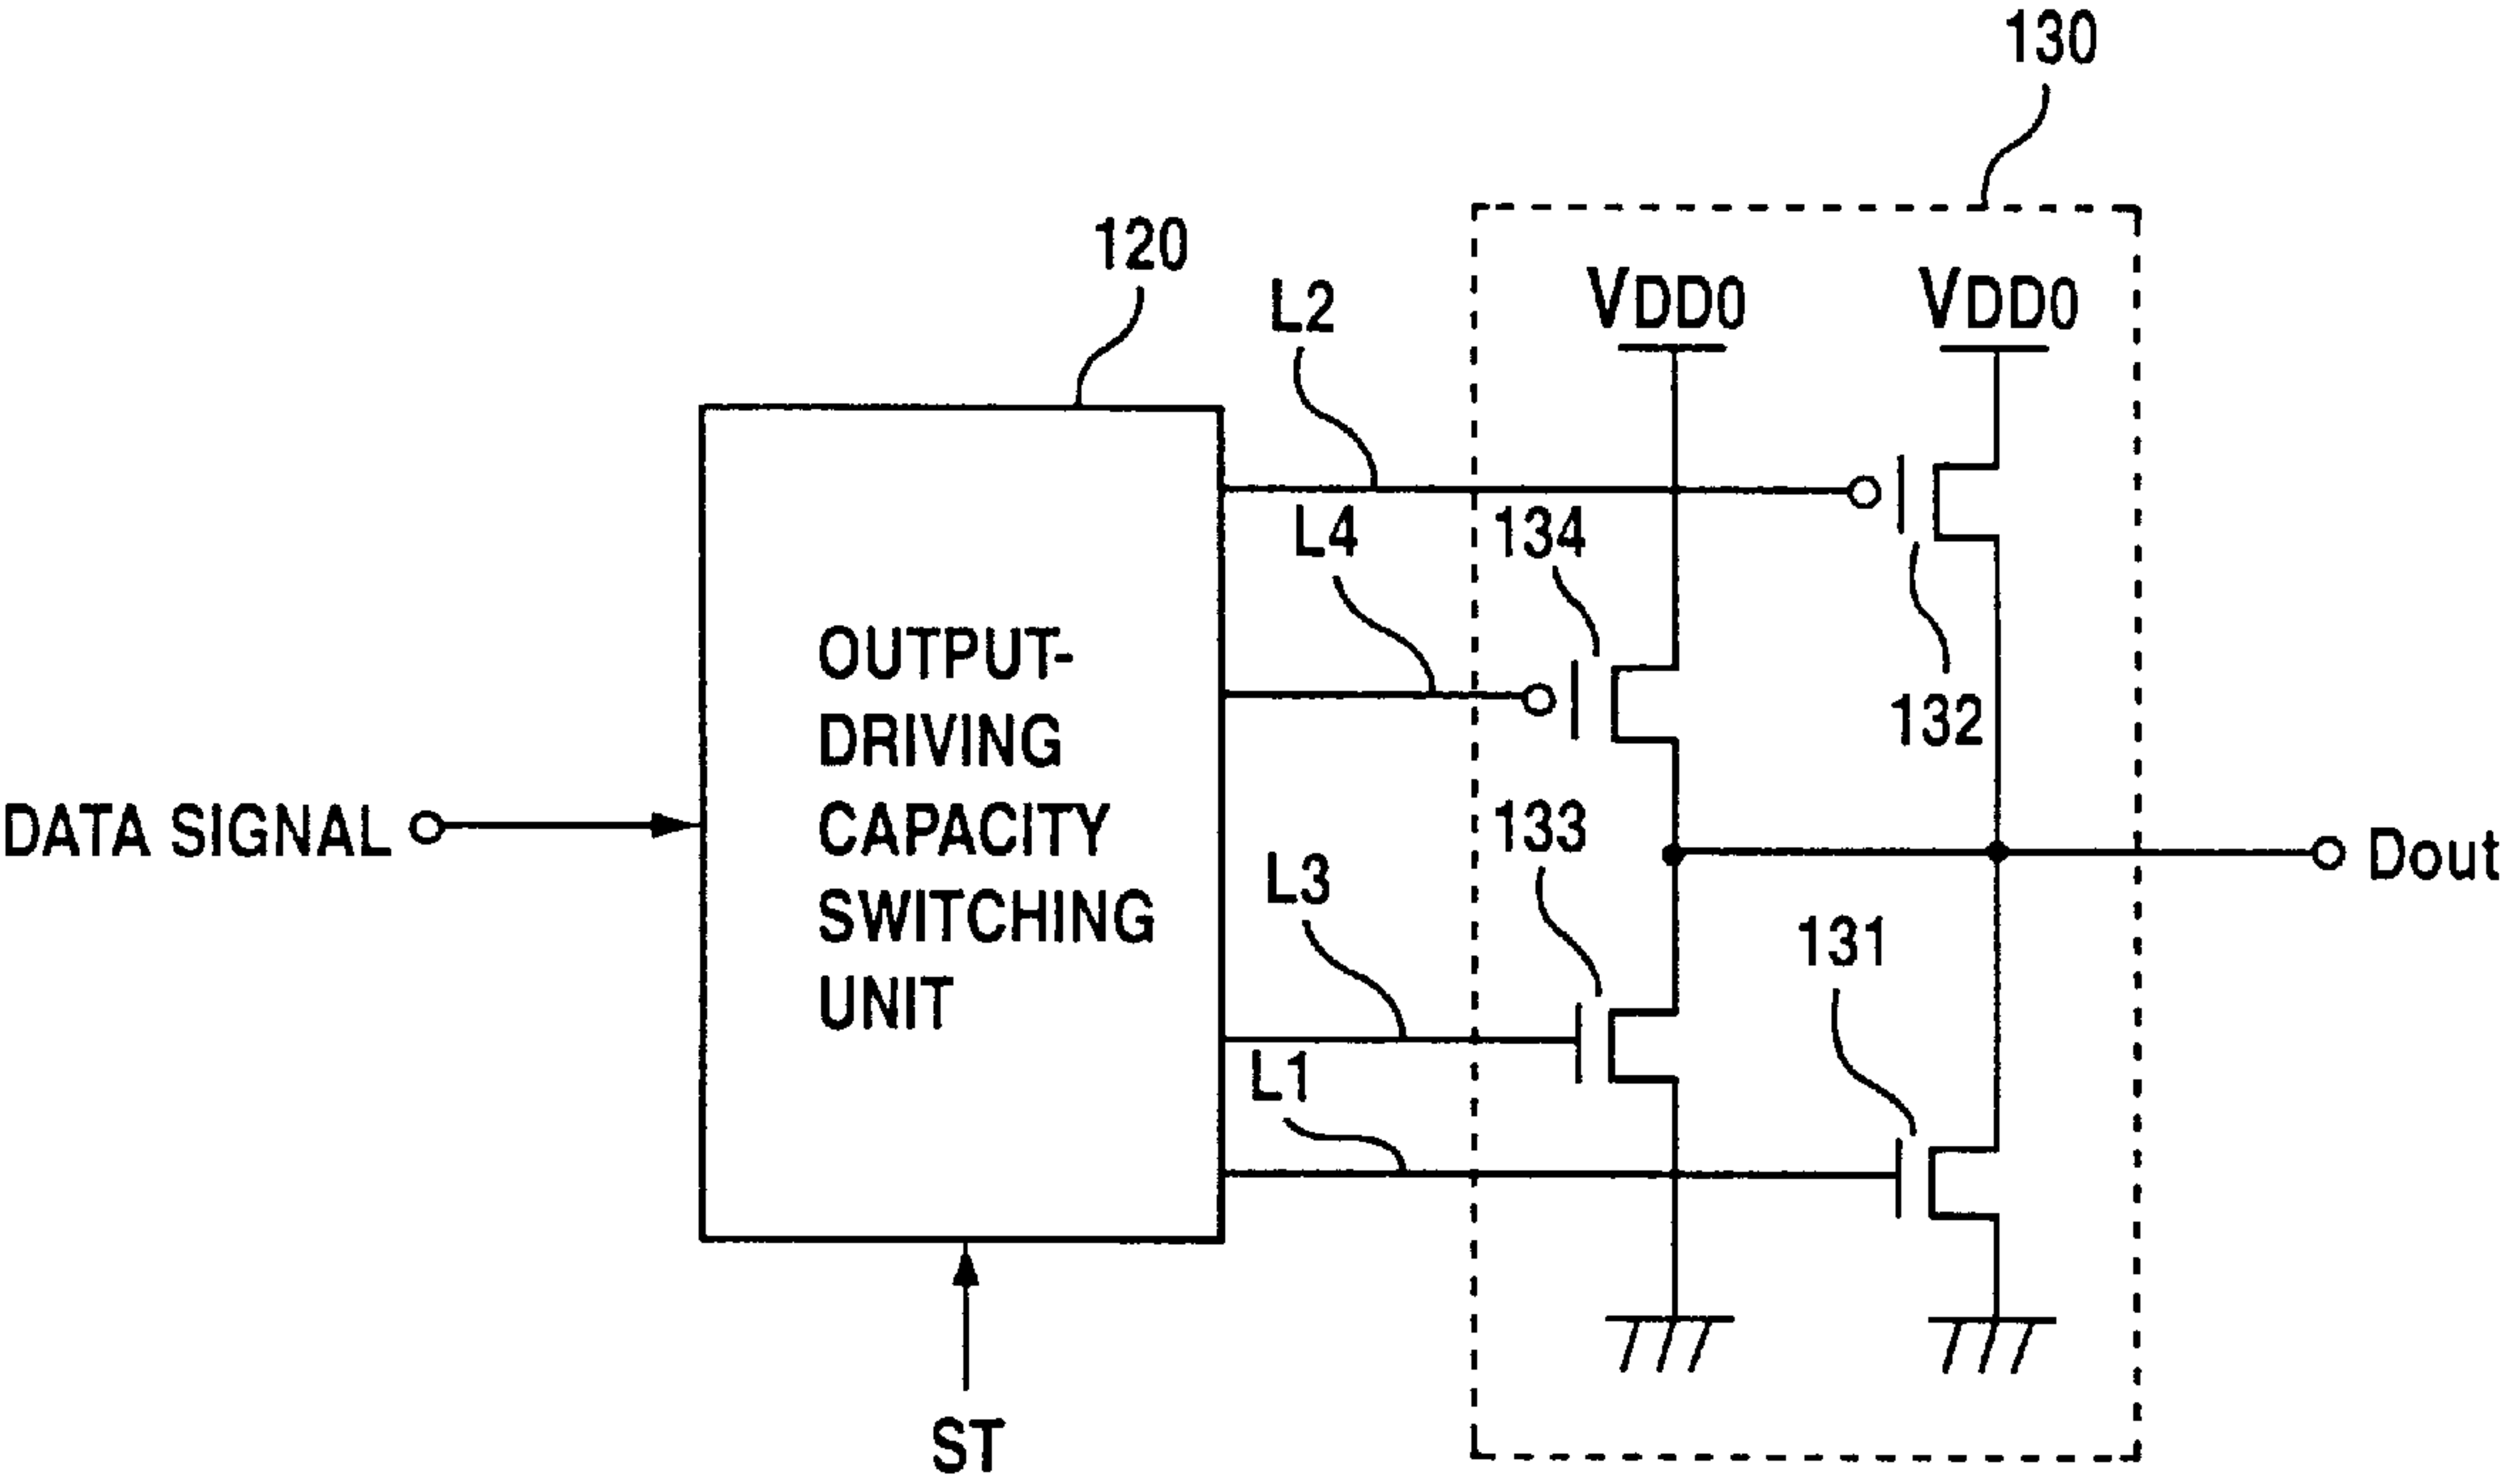 130
120
L2
VDD0
VDD0
L4
134
132
OUTPUT-
DRIVING
CAPACITY
SWITCHING
UNIT
DATA SIGNAL
133
Dout
L3
131
L1
ST